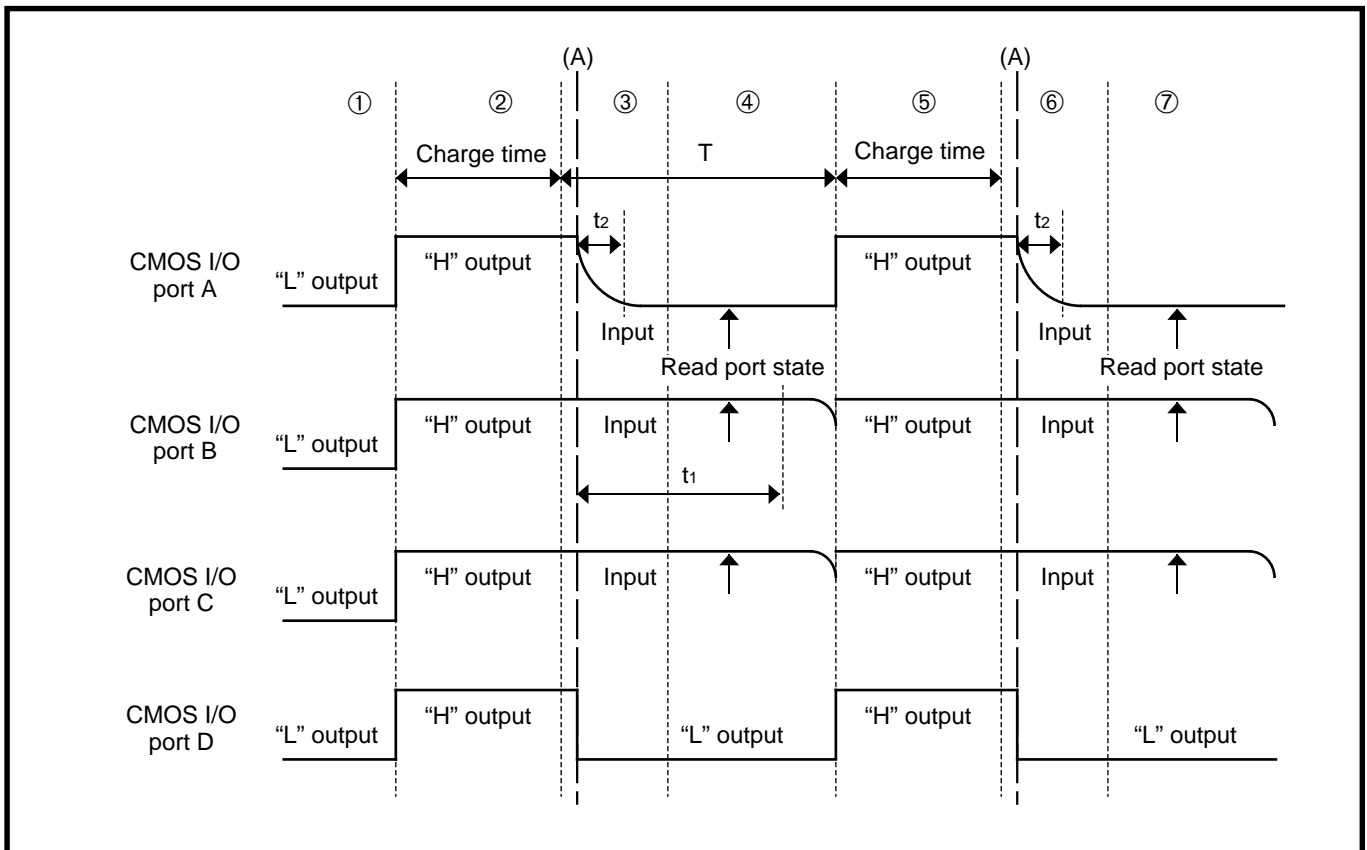 (A) (A)
① ② ③ ④ ⑤ ⑥ ⑦
Charge time T Charge time
t2 t2
CMOS I/O
port A
“L” output “H” output Input “H” output Input
Read port state Read port state
CMOS I/O
port B
“L” output “H” output Input “H” output Input
t1
CMOS I/O
port C
“L” output “H” output Input “H” output Input
CMOS I/O
port D
“L” output “H” output “L” output “H” output “L” output